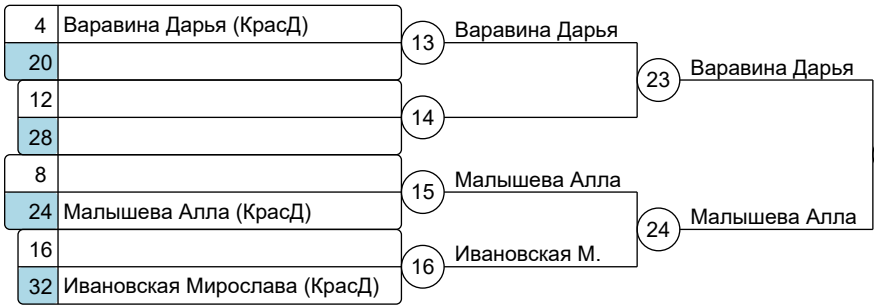 4 Варавина Дарья (КрасД)
13 Варавина Дарья
20
23 Варавина Дарья
12
14
28
8
15 Малышева Алла
24 Малышева Алла (КрасД)
24 Малышева Алла
16
16 Ивановская М.
32 Ивановская Мирослава (КрасД)